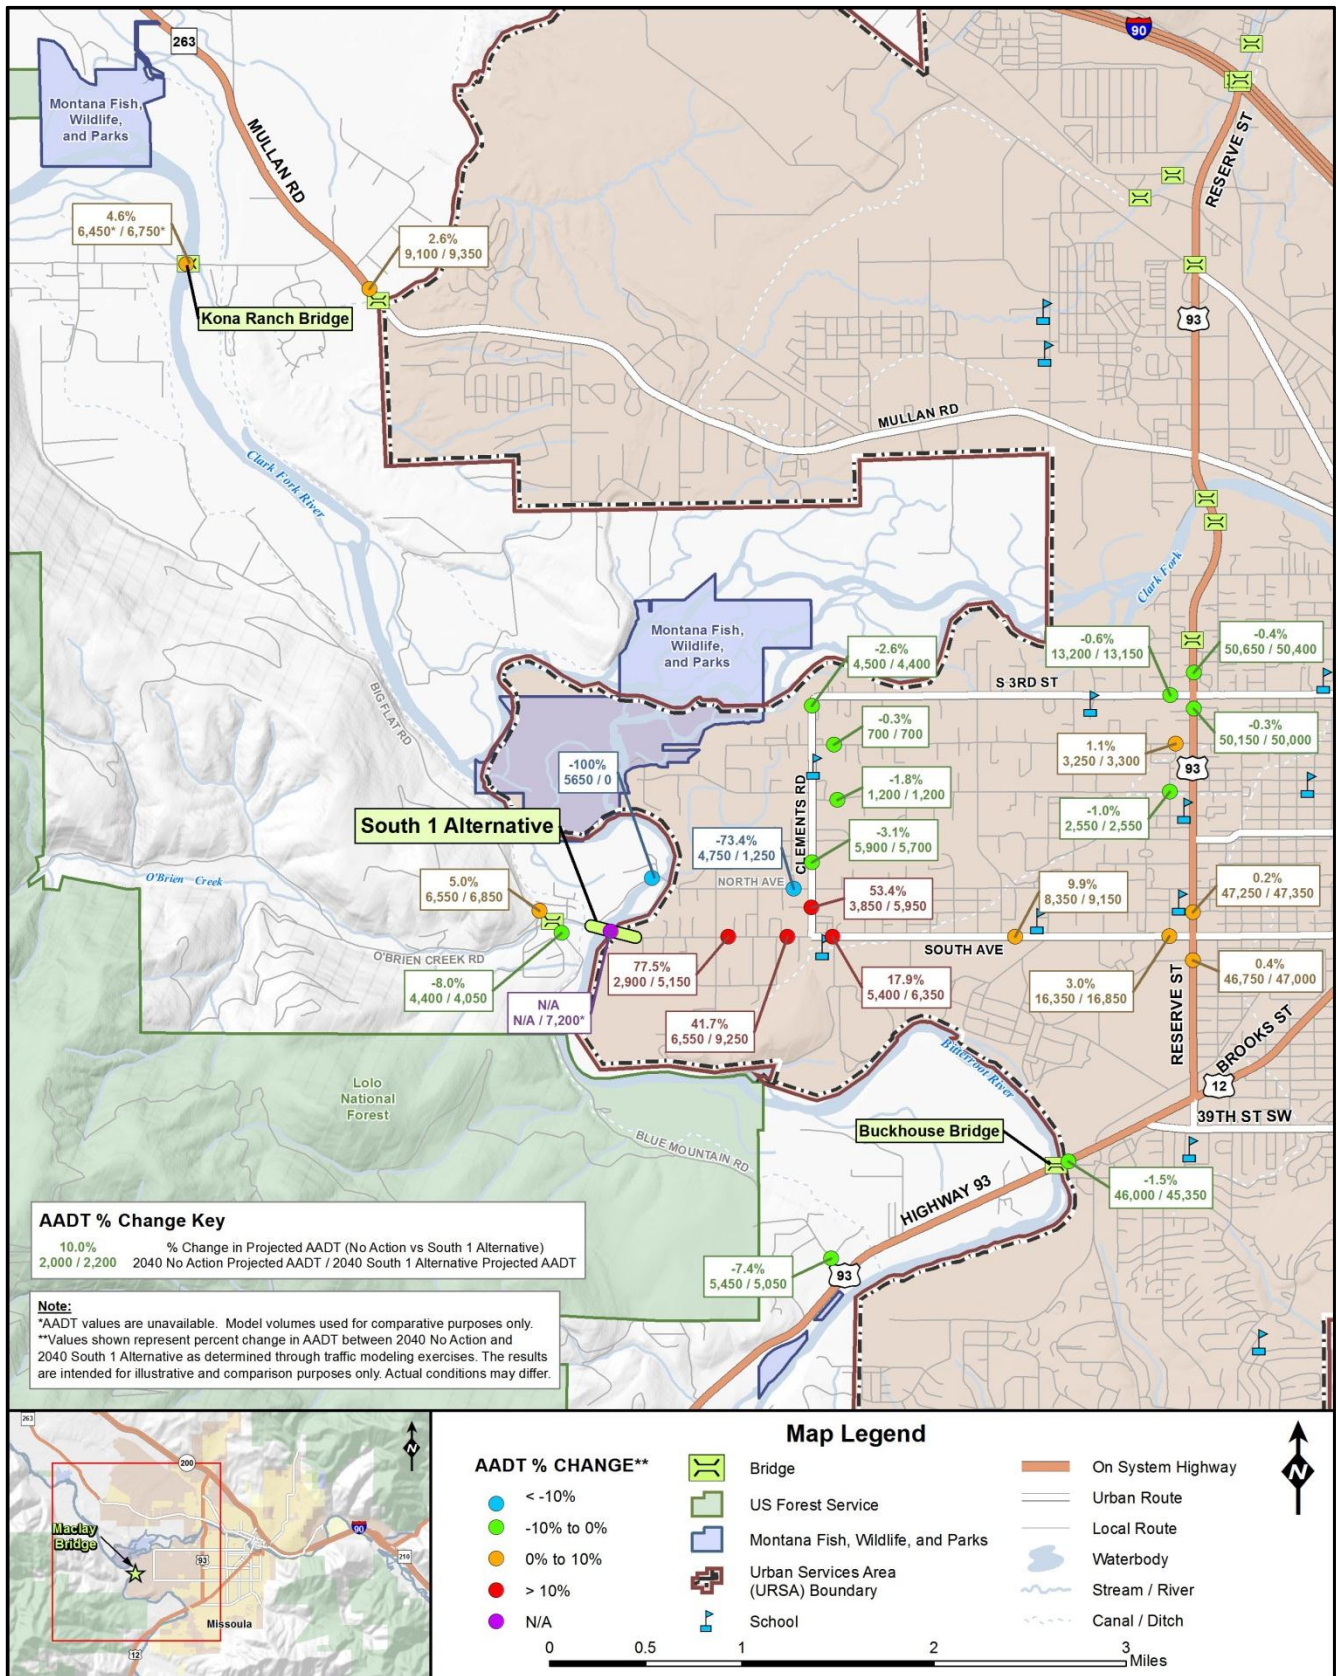 263
90
Montana Fish,
Wildlife,
and Parks
MULLAN RD
RESERVE ST
4.6%
6,450* / 6,750*
2.6%
9,100 / 9,350
Kona Ranch Bridge
93
MULLAN RD
Clark Fork River
Clark Fork
Montana Fish,
Wildlife,
and Parks
-2.6%
4,500 / 4,400
-0.6%
13,200 / 13,150
-0.4%
50,650 / 50,400
S 3RD ST
BIG FLAT RD
-0.3%
700 / 700
-0.3%
50,150 / 50,000
1.1%
3,250 / 3,300
93
-100%
5650 / 0
-1.8%
1,200 / 1,200
CLEMENTS RD
-1.0%
2,550 / 2,550
South 1 Alternative
-73.4%
4,750 / 1,250
-3.1%
5,900 / 5,700
NORTH AVE
O'Brien Creek
5.0%
6,550 / 6,850
53.4%
3,850 / 5,950
9.9%
8,350 / 9,150
0.2%
47,250 / 47,350
SOUTH AVE
O'BRIEN CREEK RD
-8.0%
4,400 / 4,050
77.5%
2,900 / 5,150
17.9%
5,400 / 6,350
3.0%
16,350 / 16,850
0.4%
46,750 / 47,000
N/A
N/A / 7,200*
41.7%
6,550 / 9,250
RESERVE ST
BROOKS ST
Bitterroot River
12
Lolo
National
Forest
39TH ST SW
BLUE MOUNTAIN RD
Buckhouse Bridge
HIGHWAY 93
-1.5%
46,000 / 45,350
-7.4%
5,450 / 5,050
93
AADT % Change Key
10.0% % Change in Projected AADT (No Action vs South 1 Alternative)
2,000 / 2,200 2040 No Action Projected AADT / 2040 South 1 Alternative Projected AADT
Note:
*AADT values are unavailable. Model volumes used for comparative purposes only.
**Values shown represent percent change in AADT between 2040 No Action and
2040 South 1 Alternative as determined through traffic modeling exercises. The results
are intended for illustrative and comparison purposes only. Actual conditions may differ.
263
N
200
Maclay
Bridge
90
93
210
Missoula
12
Map Legend
AADT % CHANGE**
< -10%
-10% to 0%
0% to 10%
> 10%
N/A
Bridge
US Forest Service
Montana Fish, Wildlife, and Parks
Urban Services Area
(URSA) Boundary
School
On System Highway
Urban Route
Local Route
Waterbody
Stream / River
Canal / Ditch
N
0 0.5 1 2 3
Miles